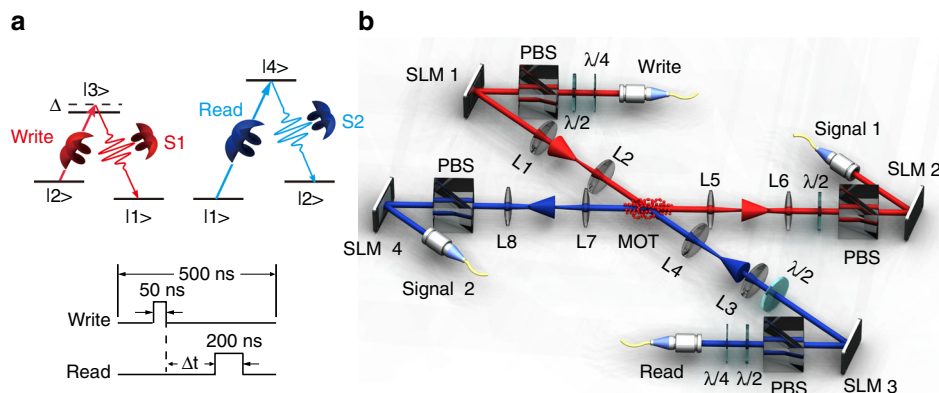 a
|3>
Δ
Write
S1
|2>
|1>
|4>
Read
S2
|1>
|2>
500 ns
50 ns
Write
200 ns
Δt
Read
b
SLM 1
PBS
λ/4
Write
λ/2
L1
L2
Signal 1
SLM 2
PBS
L5
L6
λ/2
PBS
SLM 4
L8
L7
MOT
L4
Signal 2
L3
λ/2
Read
λ/4
λ/2
PBS
SLM 3